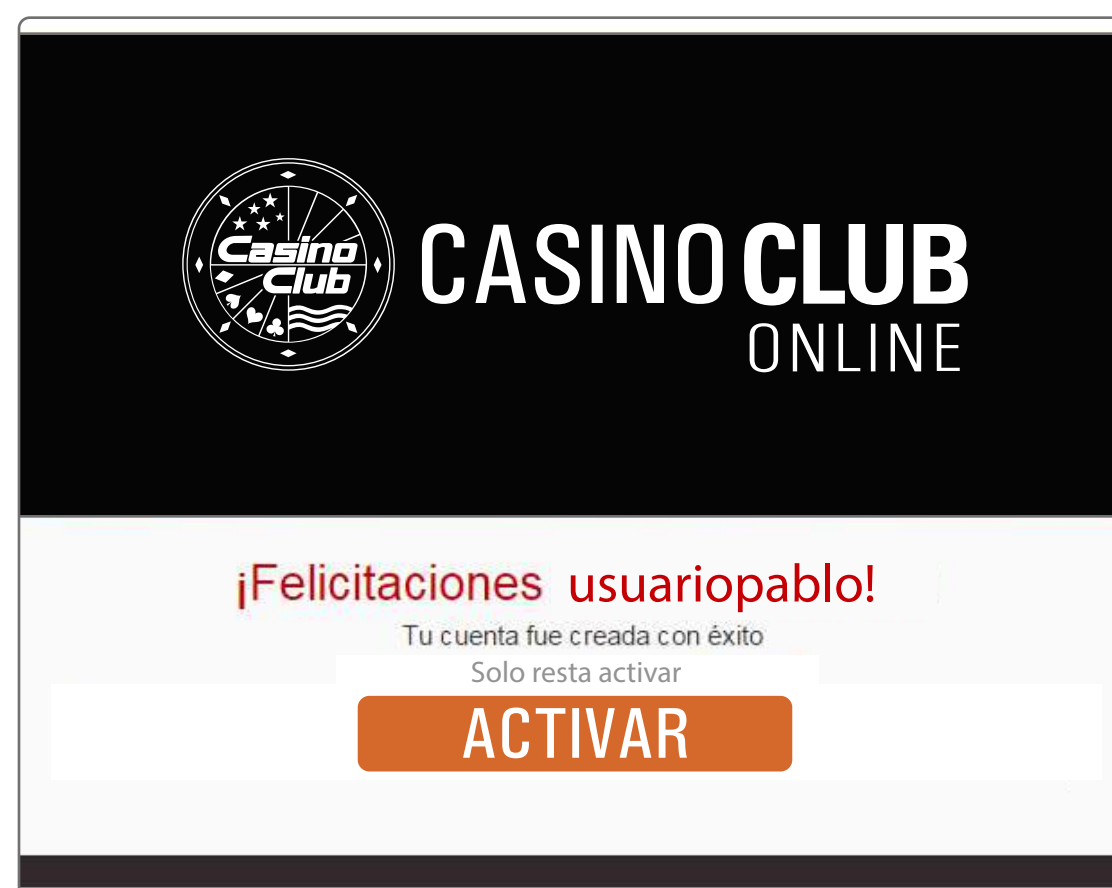 Casino
Club
CASINO CLUB
ONLINE
¡Felicitaciones usuariopablo!
Tu cuenta fue creada con éxito
Solo resta activar
ACTIVAR